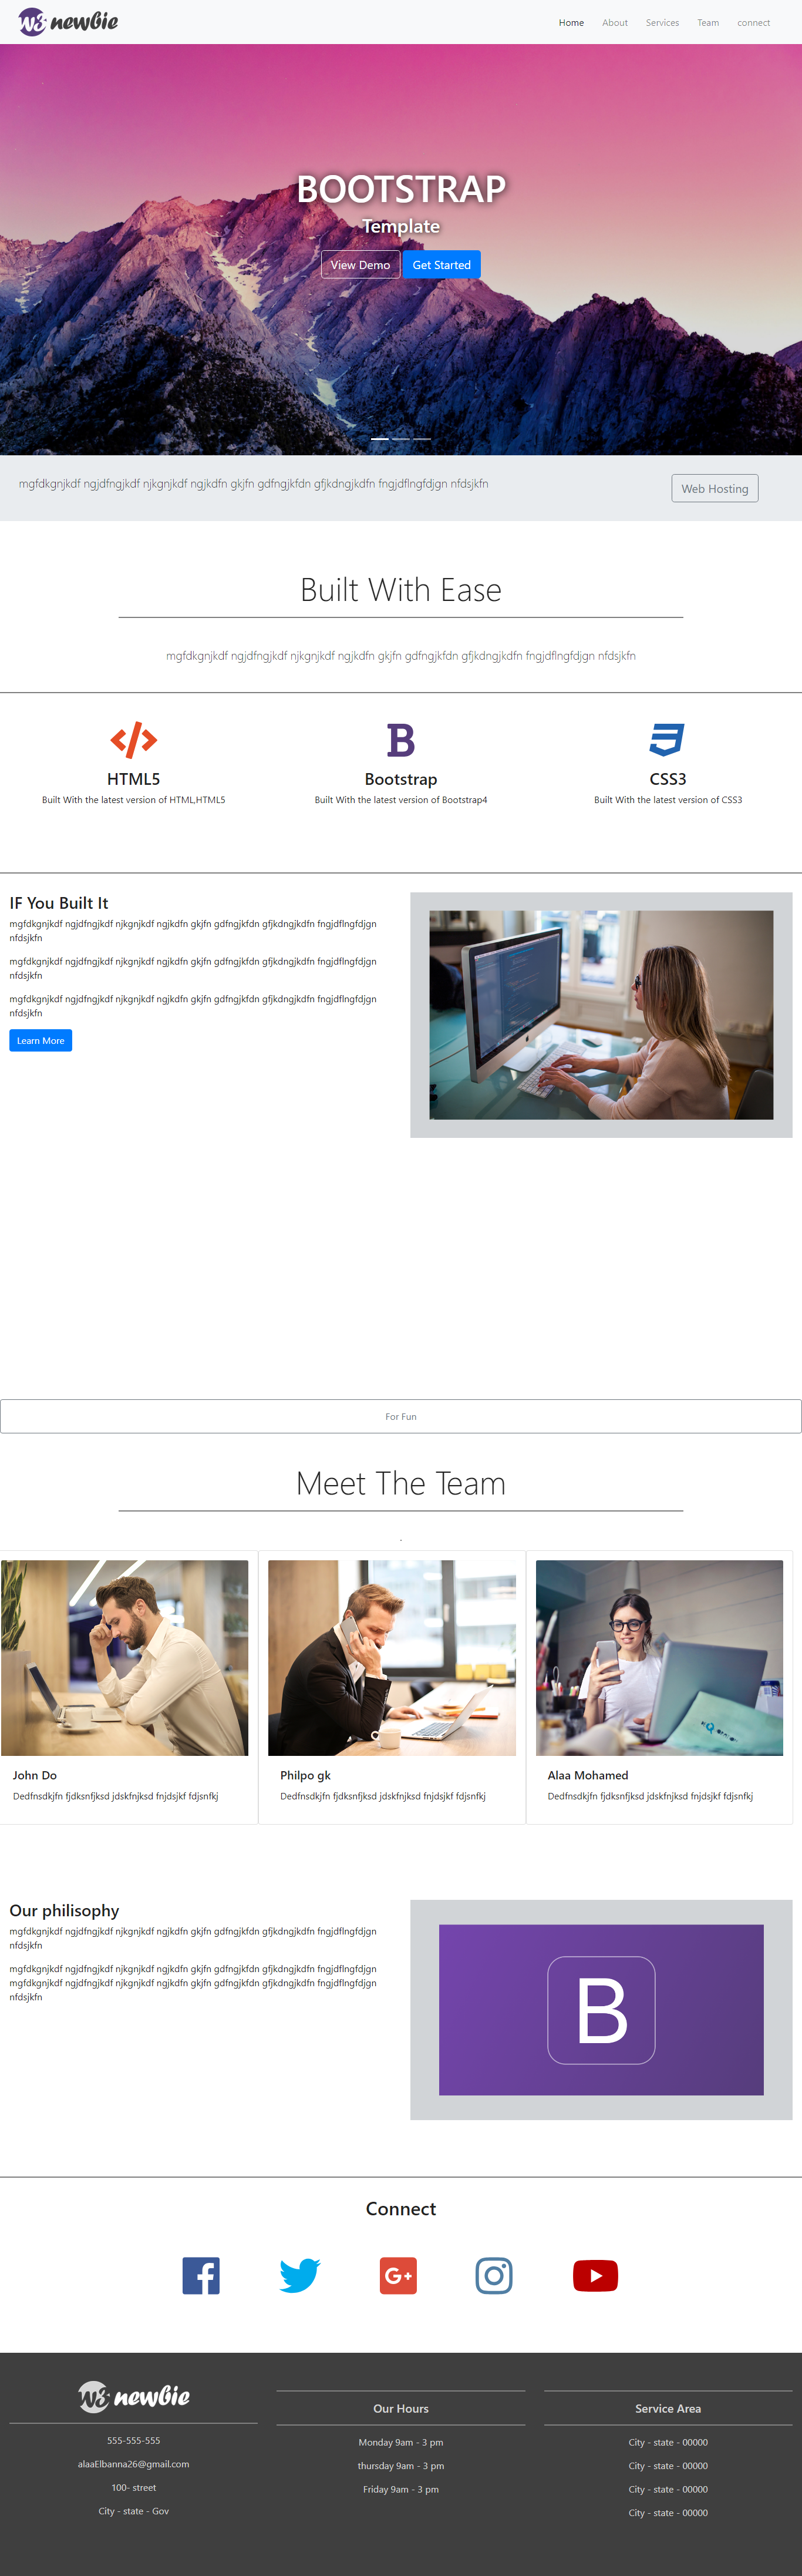 W3 newbie
Home About Services Team connect
BOOTSTRAP
Template
View Demo Get Started
mgfdkgnjkdf ngjdfngjkdf njkgnjkdf ngjkdfn gkjfn gdfngjkfdn gfjkdngjkdfn fngjdflngfdjgn nfdsjkfn
Web Hosting
Built With Ease
mgfdkgnjkdf ngjdfngjkdf njkgnjkdf ngjkdfn gkjfn gdfngjkfdn gfjkdngjkdfn fngjdflngfdjgn nfdsjkfn
HTML5
Built With the latest version of HTML,HTML5
Bootstrap
Built With the latest version of Bootstrap4
CSS3
Built With the latest version of CSS3
IF You Built It
mgfdkgnjkdf ngjdfngjkdf njkgnjkdf ngjkdfn gkjfn gdfngjkfdn gfjkdngjkdfn fngjdflngfdjgn
nfdsjkfn
mgfdkgnjkdf ngjdfngjkdf njkgnjkdf ngjkdfn gkjfn gdfngjkfdn gfjkdngjkdfn fngjdflngfdjgn
nfdsjkfn
mgfdkgnjkdf ngjdfngjkdf njkgnjkdf ngjkdfn gkjfn gdfngjkfdn gfjkdngjkdfn fngjdflngfdjgn
nfdsjkfn
Learn More
For Fun
Meet The Team
.
John Do
Dedfnsdkjfn fjdksnfjksd jdskfnjksd fnjdsjkf fdjsnfkj
Philpo gk
Dedfnsdkjfn fjdksnfjksd jdskfnjksd fnjdsjkf fdjsnfkj
Alaa Mohamed
Dedfnsdkjfn fjdksnfjksd jdskfnjksd fnjdsjkf fdjsnfkj
Our philisophy
mgfdkgnjkdf ngjdfngjkdf njkgnjkdf ngjkdfn gkjfn gdfngjkfdn gfjkdngjkdfn fngjdflngfdjgn
nfdsjkfn
mgfdkgnjkdf ngjdfngjkdf njkgnjkdf ngjkdfn gkjfn gdfngjkfdn gfjkdngjkdfn fngjdflngfdjgn
mgfdkgnjkdf ngjdfngjkdf njkgnjkdf ngjkdfn gkjfn gdfngjkfdn gfjkdngjkdfn fngjdflngfdjgn
nfdsjkfn
B
Connect
W3 newbie
555-555-555
alaaElbanna26@gmail.com
100- street
City - state - Gov
Our Hours
Monday 9am - 3 pm
thursday 9am - 3 pm
Friday 9am - 3 pm
Service Area
City - state - 00000
City - state - 00000
City - state - 00000
City - state - 00000